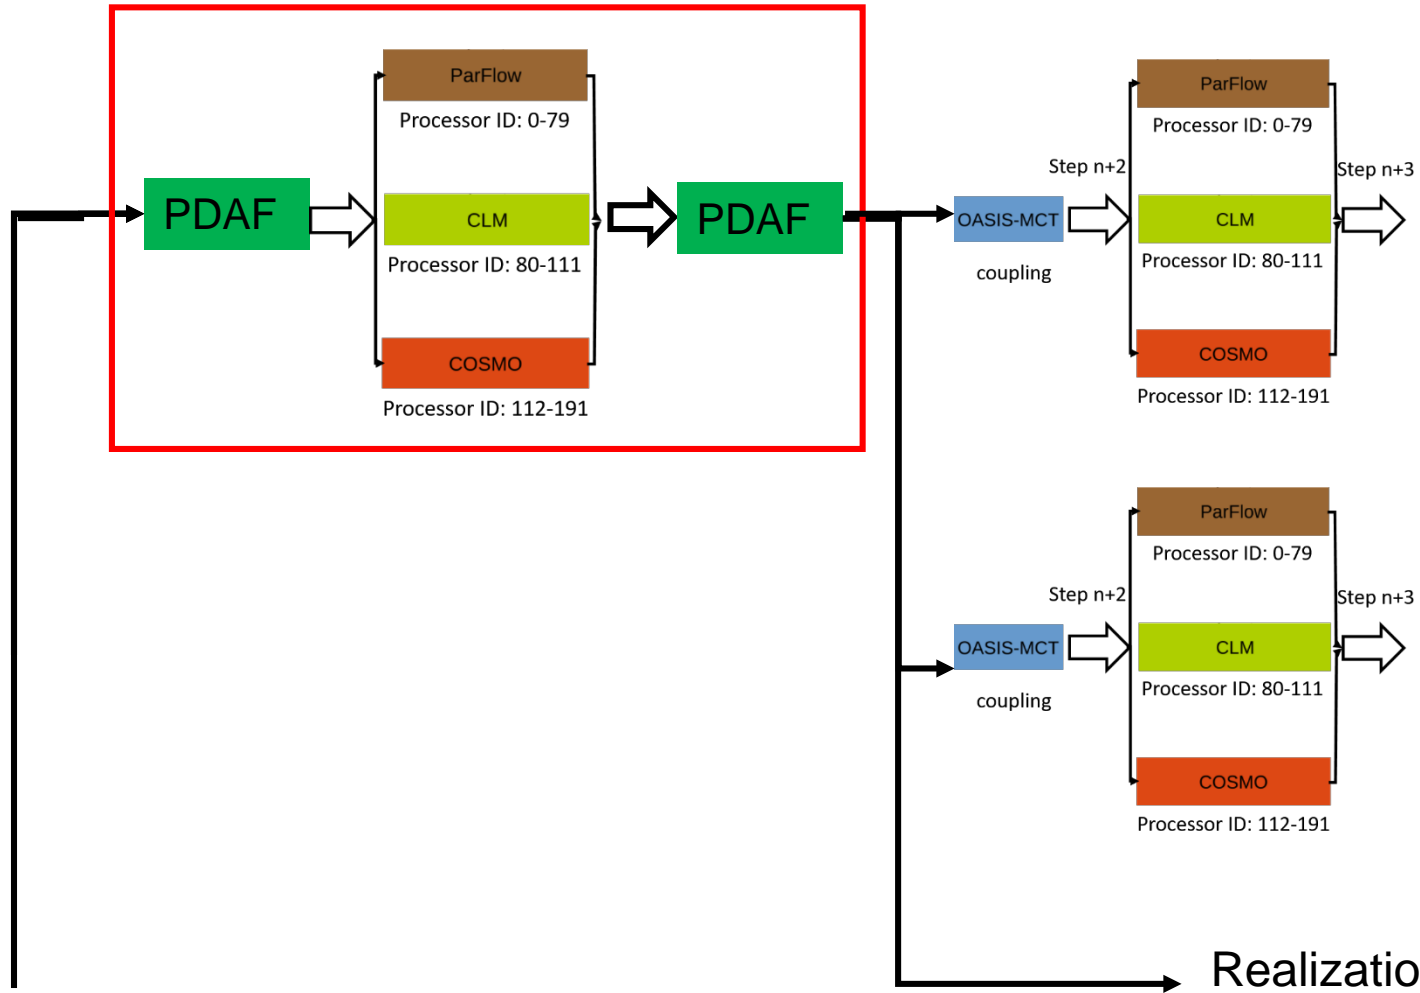 ParFlow
Processor ID: 0-79
PDAF
CLM
Processor ID: 80-111
PDAF
COSMO
Processor ID: 112-191
ParFlow
Processor ID: 0-79
Step n+2
Step n+3
OASIS-MCT
coupling
CLM
Processor ID: 80-111
COSMO
Processor ID: 112-191
ParFlow
Processor ID: 0-79
Step n+2
Step n+3
OASIS-MCT
coupling
CLM
Processor ID: 80-111
COSMO
Processor ID: 112-191
Realizatio